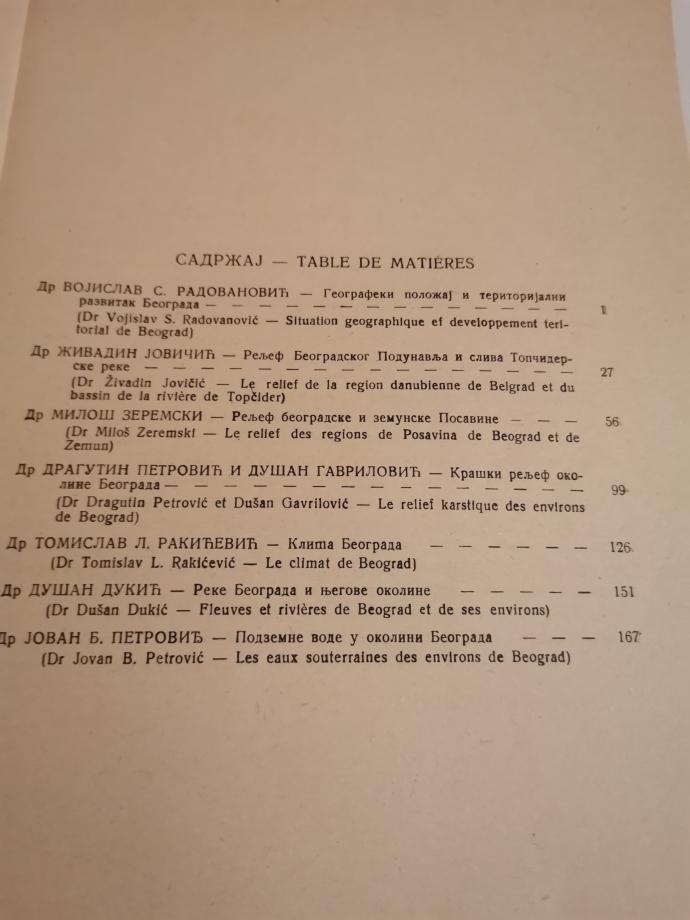 САДРЖАЈ — TABLE DE MATIÈRES
Др ВОЈИСЛАВ С. РАДОВАНОВИЋ — Географски положај и територијални
развитак Београда — — — — — — — — — — — — — — 1
(Dr Vojislav S. Radovanović — Situation geographique et developpement teri-
torial de Beograd)
Др ЖИВАДИН ЈОВИЧИЋ — Рељеф Београдског Подунавља и слива Топчидер-
ске реке — — — — — — — — — — — — — — — — — 27
(Dr Živadin Jovičić — Le relief de la region danubienne de Belgrad et du
bassin de la rivière de Topčider)
Др МИЛОШ ЗЕРЕМСКИ — Рељеф београдске и земунске Посавине — — — 56
(Dr Miloš Zeremski — Le relief des regions de Posavina de Beograd et de
Zemun)
Др ДРАГУТИН ПЕТРОВИЋ И ДУШАН ГАВРИЛОВИЋ — Крашки рељеф око-
лине Београда — — — — — — — — — — — — — — — 99
(Dr Dragutin Petrović et Dušan Gavrilović — Le relief karstique des environs
de Beograd)
Др ТОМИСЛАВ Л. РАКИЋЕВИЋ — Клима Београда — — — — — — 126
(Dr Tomislav L. Rakićević — Le climat de Beograd)
Др ДУШАН ДУКИЋ — Реке Београда и његове околине — — — — — 151
(Dr Dušan Dukić — Fleuves et rivières de Beograd et de ses environs)
Др ЈОВАН Б. ПЕТРОВИЋ — Подземне воде у околини Београда — — — 167
(Dr Jovan B. Petrović — Les eaux souterraines des environs de Beograd)